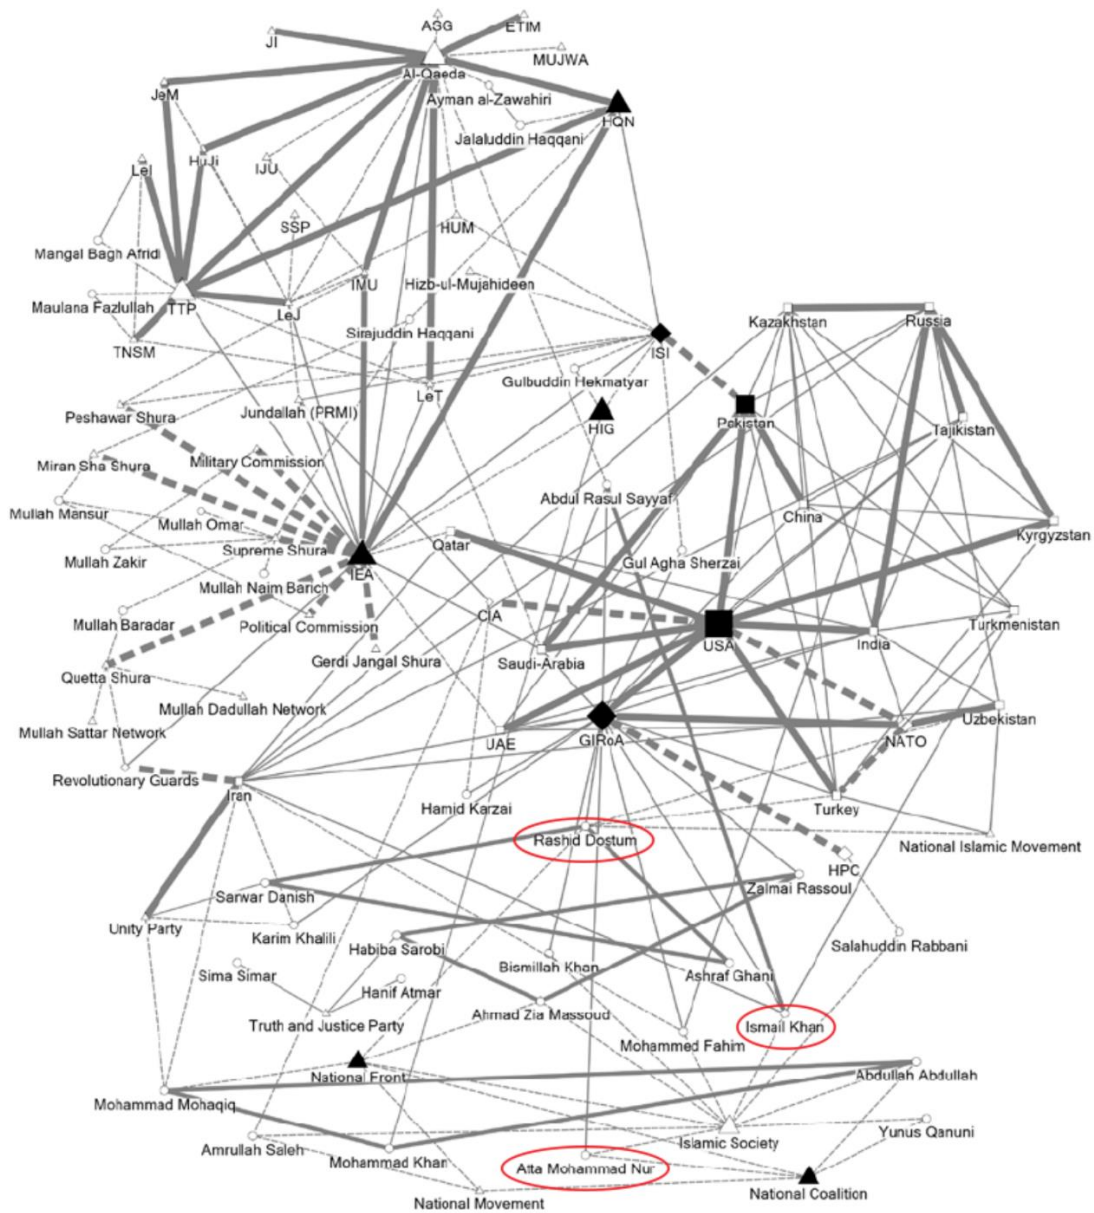 ASG
ETIM
JI
MUJWA
Al-Qaeda
JeM
Ayman al-Zawahiri
HQN
Jalaluddin Haqqani
HuJi
LeI
IJU
SSP
HUM
Mangal Bagh Afridi
IMU
Hizb-ul-Mujahideen
Maulana Fazlullah
TTP
LeJ
Kazakhstan
Russia
Sirajuddin Haqqani
TNSM
ISI
Gulbuddin Hekmatyar
LeT
Peshawar Shura
Jundallah (PRMI)
HIG
Pakistan
Tajikistan
Miran Sha Shura
Military Commission
Abdul Rasul Sayyaf
Mullah Mansur
Mullah Omar
China
Kyrgyzstan
Supreme Shura
Qatar
Mullah Zakir
IEA
Gul Agha Sherzai
Mullah Naim Barich
CIA
Mullah Baradar
Political Commission
Turkmenistan
USA
India
Gerdi Jangal Shura
Saudi-Arabia
Quetta Shura
Mullah Dadullah Network
Uzbekistan
Mullah Sattar Network
UAE
GIRoA
NATO
Revolutionary Guards
Iran
Hamid Karzai
Turkey
Rashid Dostum
National Islamic Movement
HPC
Zalmai Rassoul
Sarwar Danish
Unity Party
Karim Khalili
Habiba Sarobi
Salahuddin Rabbani
Sima Simar
Bismillah Khan
Ashraf Ghani
Hanif Atmar
Truth and Justice Party
Ahmad Zia Massoud
Ismail Khan
Mohammed Fahim
National Front
Abdullah Abdullah
Mohammad Mohaqiq
Yunus Qanuni
Amrullah Saleh
Islamic Society
Mohammad Khan
Atta Mohammad Nur
National Movement
National Coalition